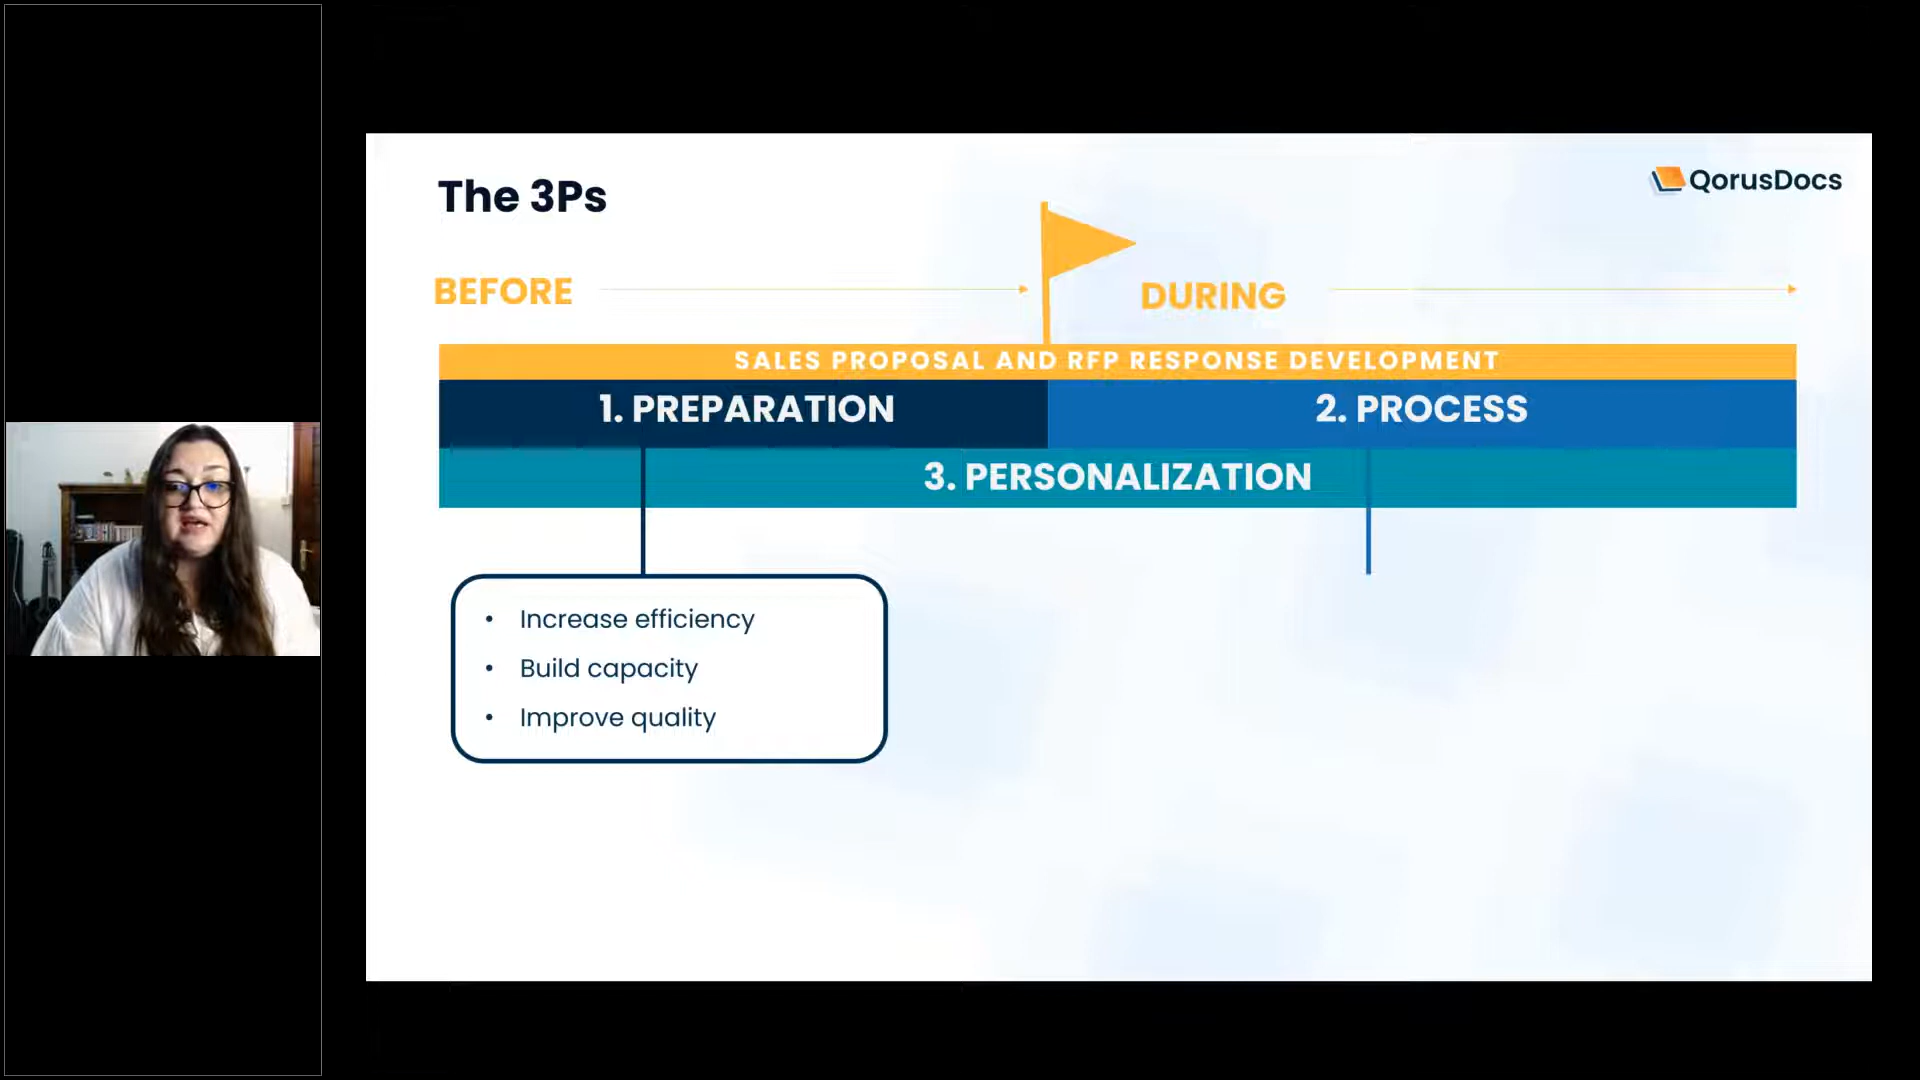 The 3Ps
QorusDocs
BEFORE
DURING
SALES PROPOSAL AND RFP RESPONSE DEVELOPMENT
1. PREPARATION
2. PROCESS
3. PERSONALIZATION
• Increase efficiency
• Build capacity
• Improve quality